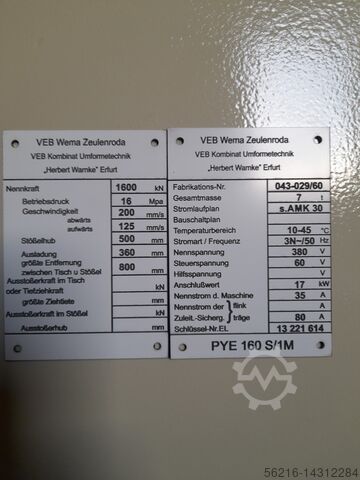 VEB Wema Zeulenroda
VEB Kombinat Umformetechnik
„Herbert Warnke" Erfurt
Nennkraft 1600 kN
Betriebsdruck 16 Mpa
Geschwindigkeit 200 mm/s
abwärts
125 mm/s
aufwärts
Stößelhub 500 mm
Ausladung 360 mm
größte Entfernung
zwischen Tisch u Stößel 800 mm
Ausstoßerkraft im Tisch
oder Tiefziehkraft kN
größte Ziehtiete mm
Ausstoßerkraft im Stößel kN
Ausstoßerhub mm
VEB Wema Zeulenroda
VEB Kombinat Umformetechnik
„Herbert Warnke" Erfurt
Fabrikations-Nr. 043-029/60
Gesamtmasse 7 t
Stromlaufplan s.AMK 30
Bauschaltplan
Temperaturbereich 10-45 °C
Stromart / Frequenz 3N~/50 Hz
Nennspannung 380 V
Steuerspannung 60 V
Hilfsspannung V
Anschlußwert 17 kW
Nennstrom d. Maschine 35 A
Nennstrom der } flink A
Zuleit.-Sicherg. träge 80 A
Schlüssel-Nr.EL 13 221 614
PYE 160 S/1M
Machineseeker
56216-14312284